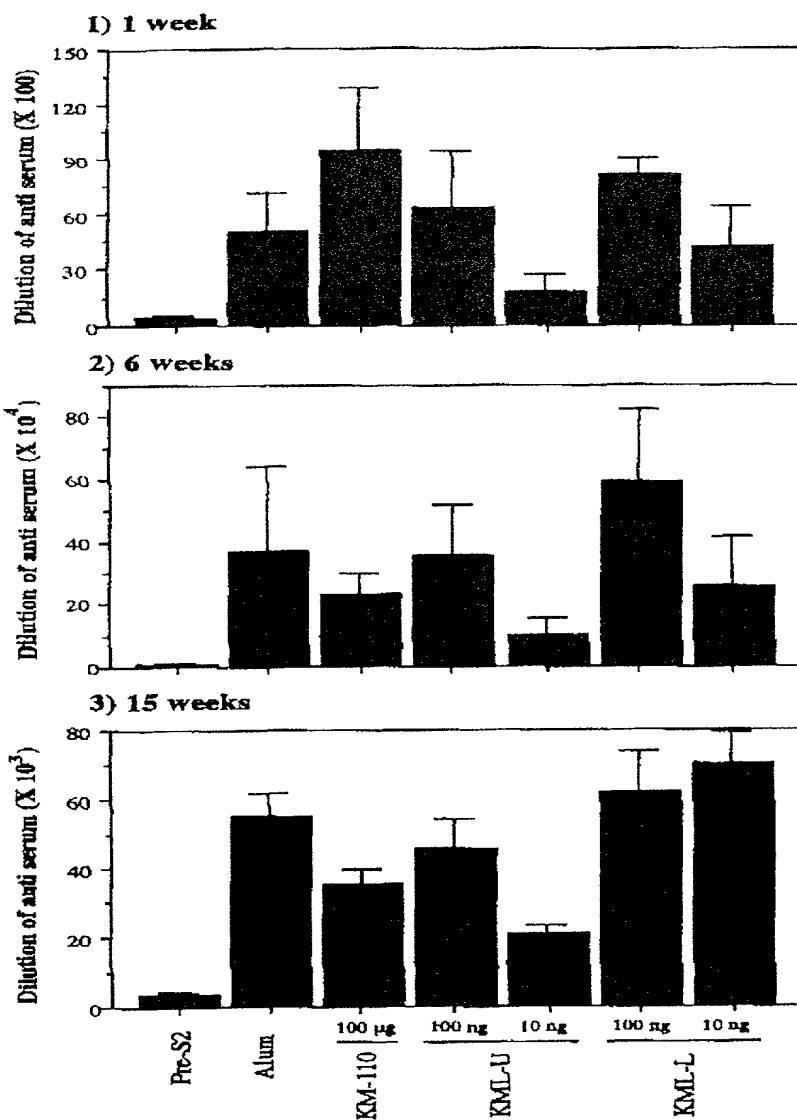 1) 1 week
Dilution of anti serum (X 100)
150
120
90
60
30
0
2) 6 weeks
Dilution of anti serum (X 10⁴)
80
60
40
20
0
3) 15 weeks
Dilution of anti serum (X 10³)
80
60
40
20
0
100 µg
100 ng
10 ng
100 ng
10 ng
Pre-S2
Alum
KM-110
KML-U
KML-L